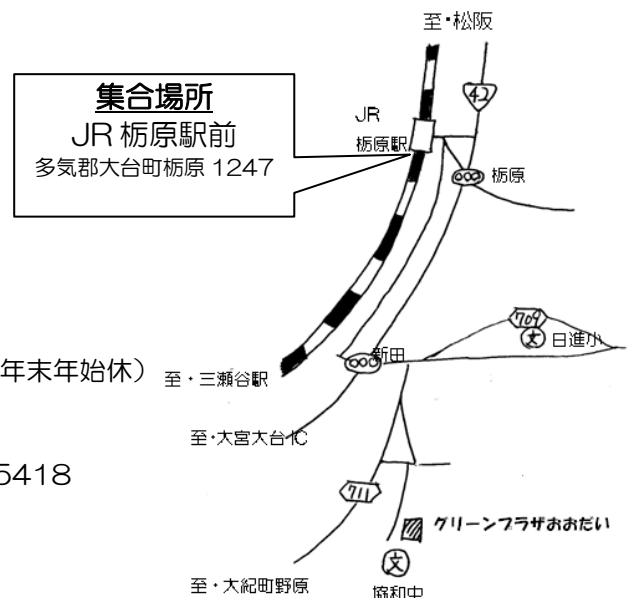 至・松阪
集合場所
JR 栃原駅前
多気郡大台町栃原 1247
42
JR
栃原駅
栃原
709
文 日進小
新田
年末年始休）
至・三瀬谷駅
至・大宮大台IC
5418
711
グリーンプラザおおだい
文
至・大紀町野原
協和中